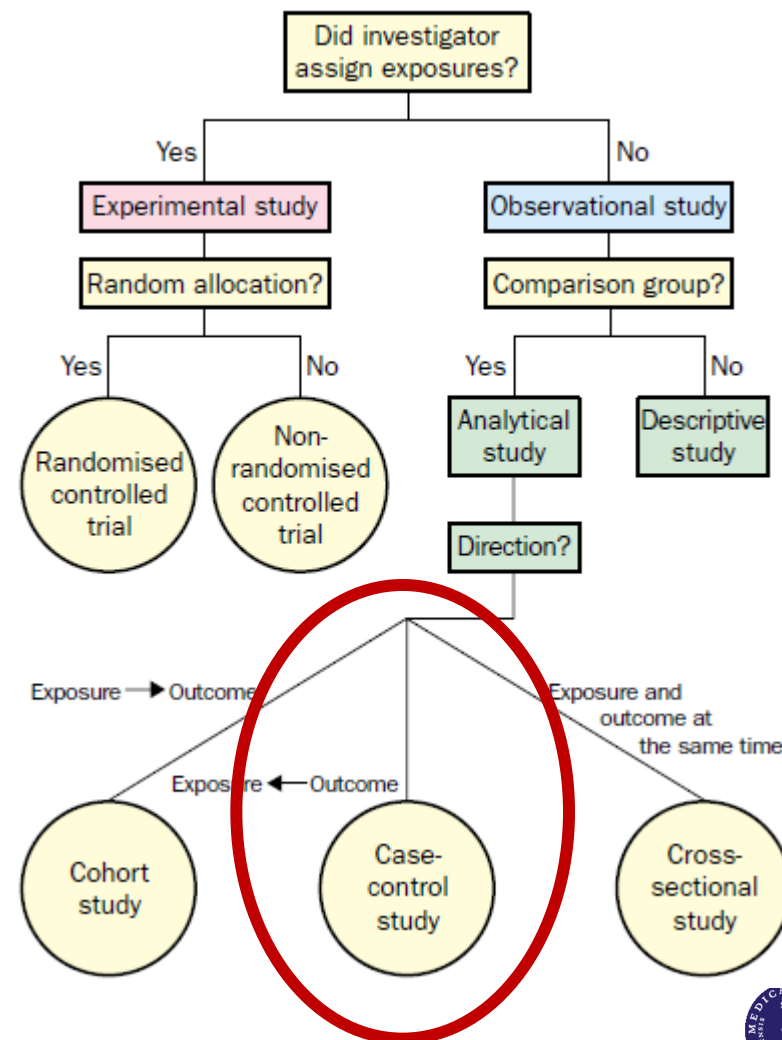 Did investigator
assign exposures?
Yes
No
Experimental study
Observational study
Random allocation?
Comparison group?
Yes
No
Yes
No
Randomised
controlled
trial
Non-
randomised
controlled
trial
Analytical
study
Descriptive
study
Direction?
Exposure → Outcome
Exposure and
outcome at
the same time
Exposure ← Outcome
Cohort
study
Case-
control
study
Cross-
sectional
study